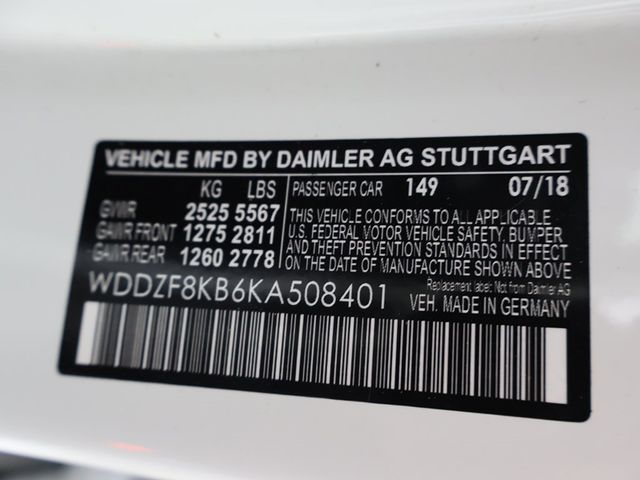 VEHICLE MFD BY DAIMLER AG STUTTGART
KG LBS
GVWR 2525 5567
GAWR FRONT 1275 2811
GAWR REAR 1260 2778
PASSENGER CAR 149 07/18
THIS VEHICLE CONFORMS TO ALL APPLICABLE
U.S. FEDERAL MOTOR VEHICLE SAFETY, BUMPER
AND THEFT PREVENTION STANDARDS IN EFFECT
ON THE DATE OF MANUFACTURE SHOWN ABOVE.
Replacement label: Not from Daimler AG
WDDZF8KB6KA508401
VEH. MADE IN GERMANY